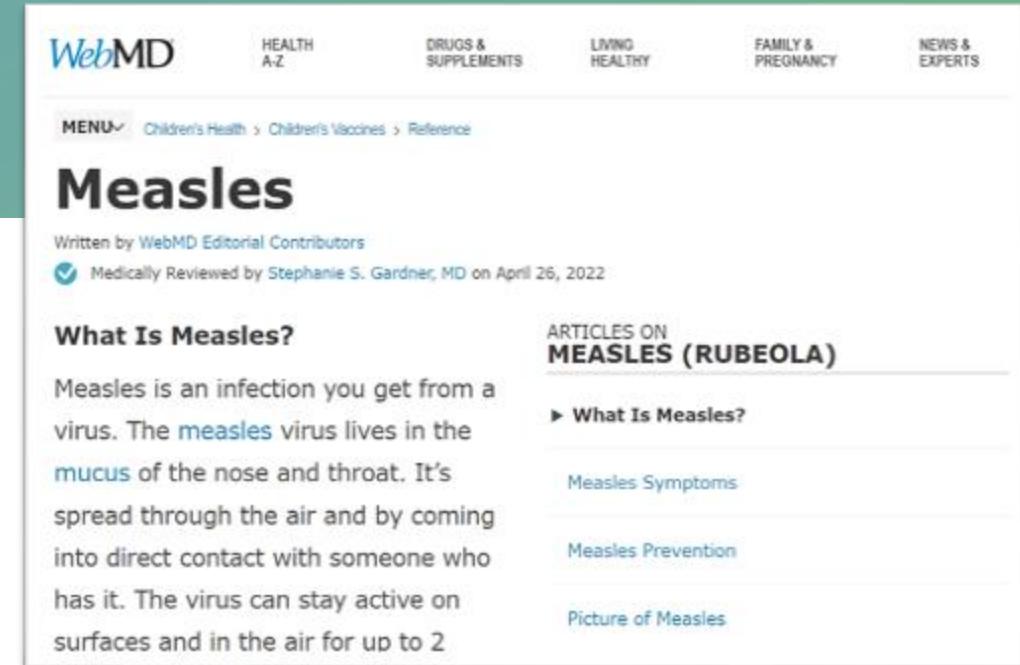 WebMD
HEALTH
A-Z
DRUGS &
SUPPLEMENTS
LIVING
HEALTHY
FAMILY &
PREGNANCY
NEWS &
EXPERTS
MENU
Children's Health > Children's Vaccines > Reference
Measles
Written by WebMD Editorial Contributors
Medically Reviewed by Stephanie S. Gardner, MD on April 26, 2022
What Is Measles?
Measles is an infection you get from a
virus. The measles virus lives in the
mucus of the nose and throat. It's
spread through the air and by coming
into direct contact with someone who
has it. The virus can stay active on
surfaces and in the air for up to 2
ARTICLES ON
MEASLES (RUBEOLA)
What Is Measles?
Measles Symptoms
Measles Prevention
Picture of Measles